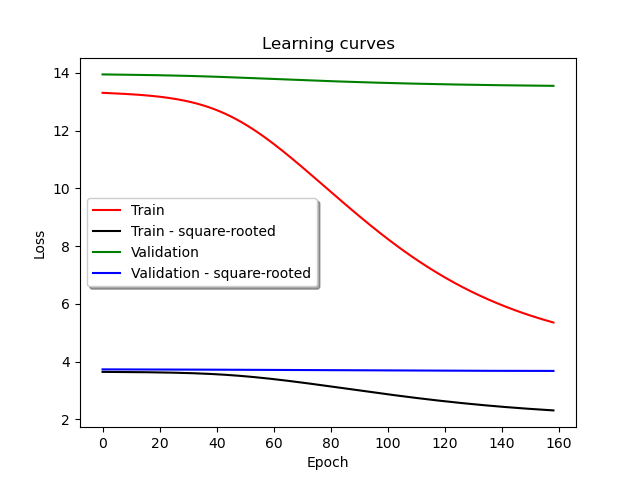 Learning curves
14
12
10
8
6
4
2
Loss
Train
Train - square-rooted
Validation
Validation - square-rooted
0 20 40 60 80 100 120 140 160
Epoch